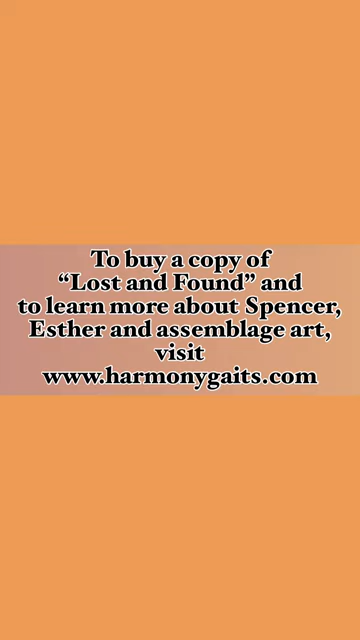 To buy a copy of
“Lost and Found” and
to learn more about Spencer,
Esther and assemblage art,
visit
www.harmonygaits.com